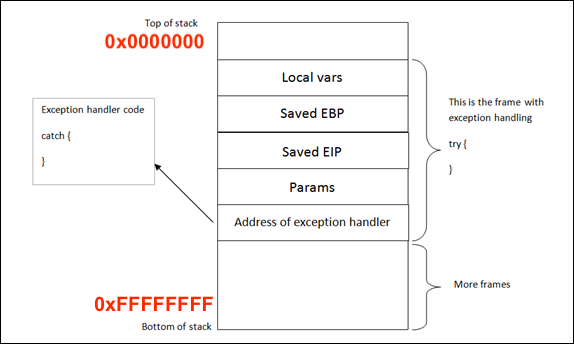 Top of stack
0x0000000
Local vars
Saved EBP
Saved EIP
Params
Address of exception handler
0xFFFFFFFF
Bottom of stack
Exception handler code
catch {
}
This is the frame with
exception handling
try {
}
More frames